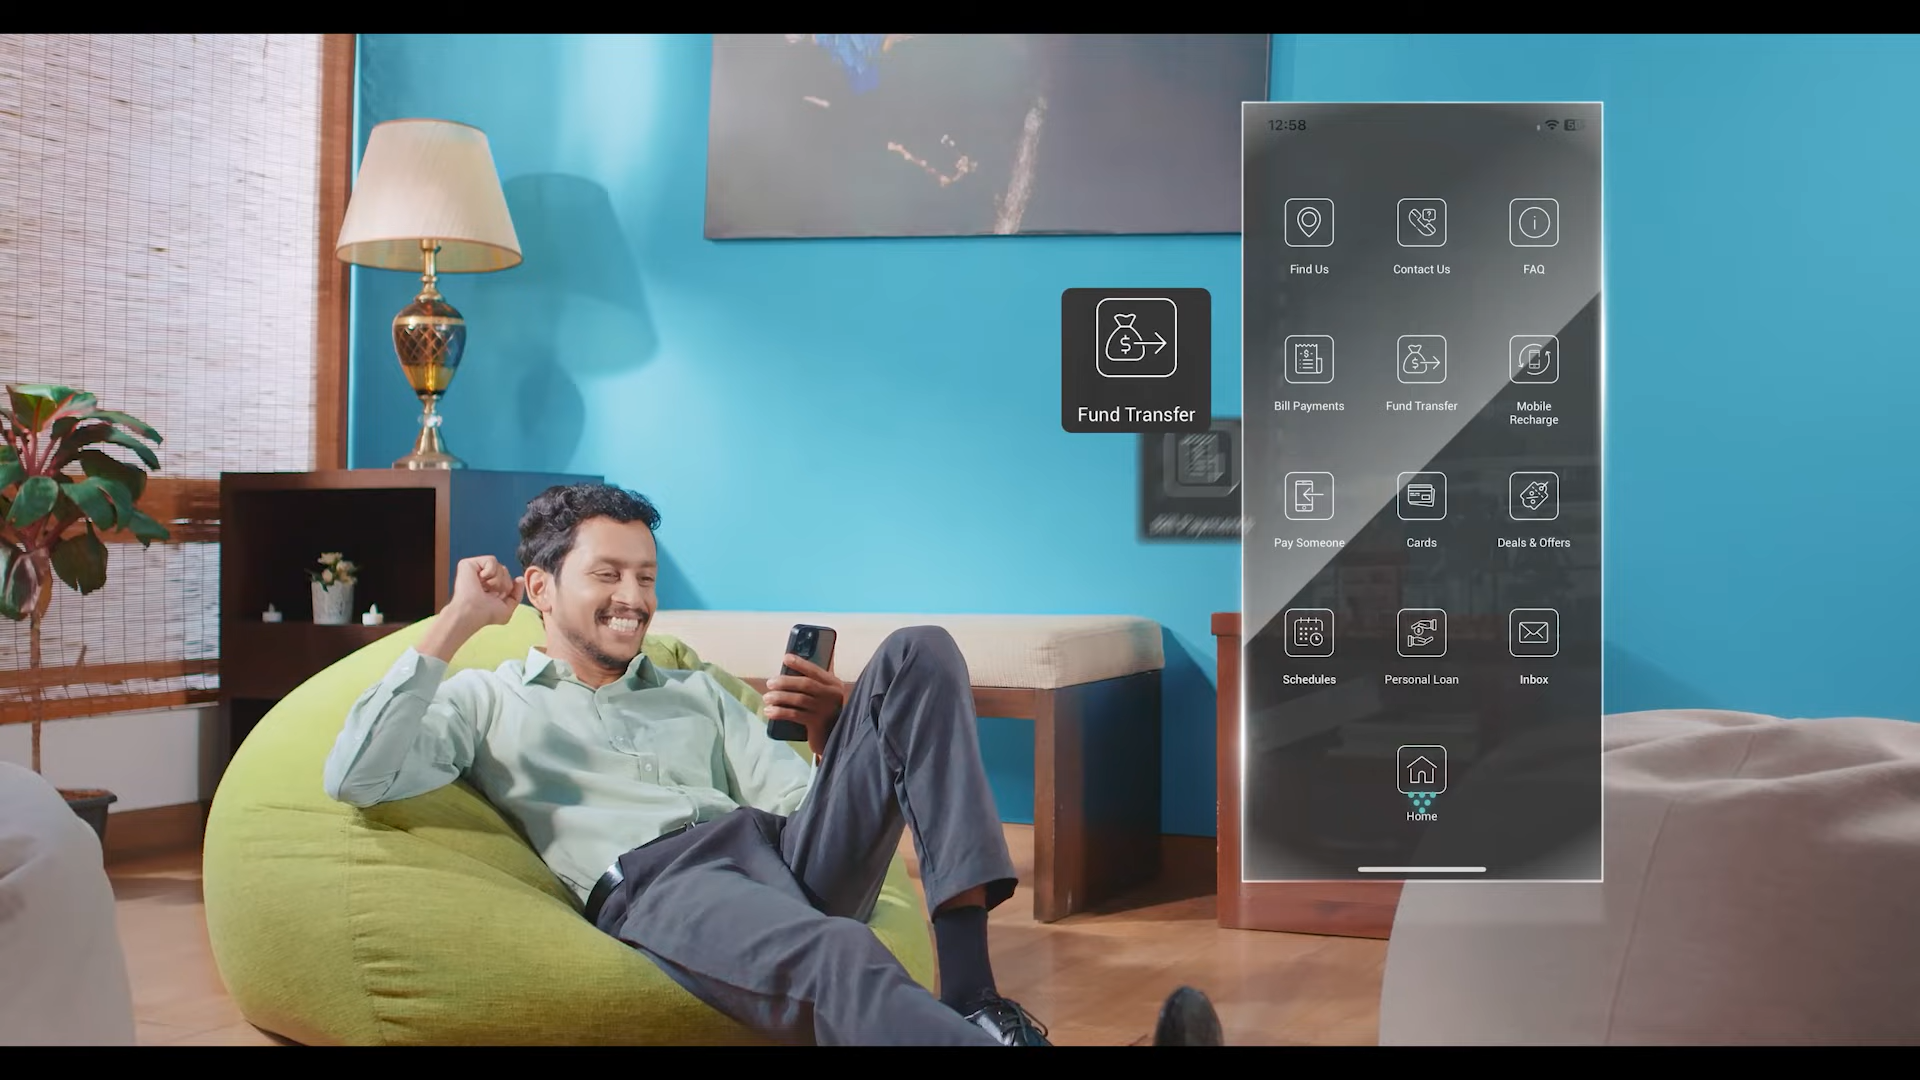 12:58
Find Us
Contact Us
FAQ
Fund Transfer
Bill Payments
Fund Transfer
Mobile
Recharge
Pay Someone
Cards
Deals & Offers
Schedules
Personal Loan
Inbox
Home